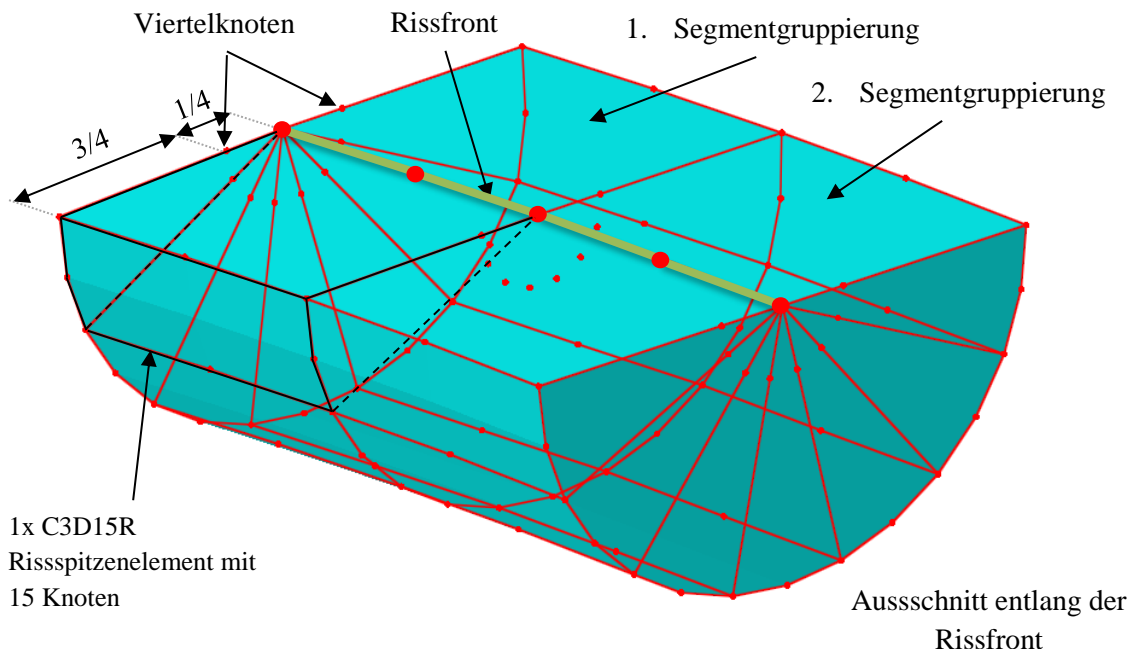 Viertelknoten
Rissfront
1. Segmentgruppierung
2. Segmentgruppierung
1/4
3/4
1x C3D15R
Rissspitzenelement mit
15 Knoten
Aussschnitt entlang der
Rissfront